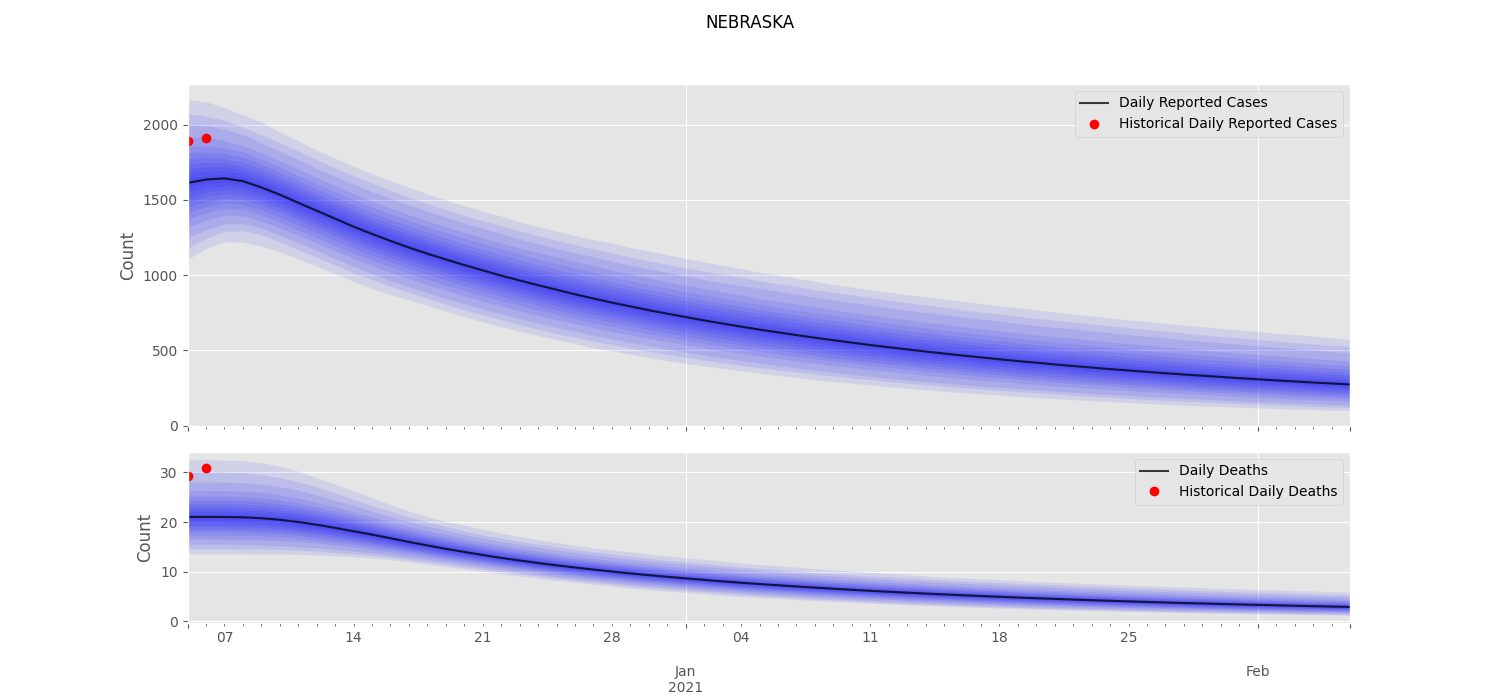 NEBRASKA
Daily Reported Cases
Historical Daily Reported Cases
2000
1500
1000
500
0
Count
Daily Deaths
Historical Daily Deaths
30
20
10
0
Count
07 14 21 28 04 11 18 25
Jan Feb
2021